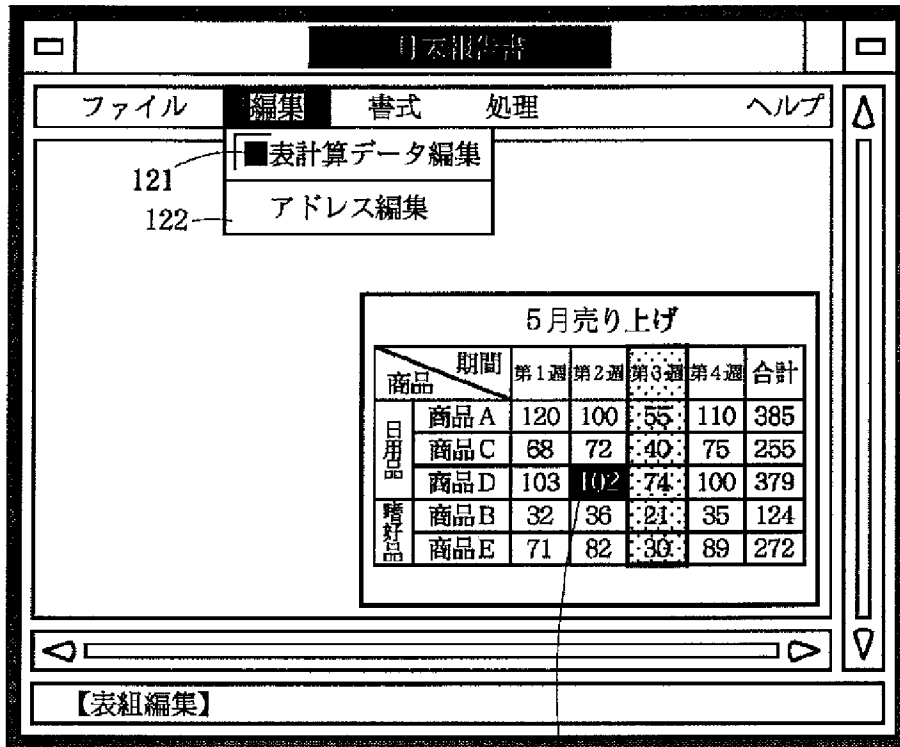 ファイル 編集 書式 処理 ヘルプ
■表計算データ編集
アドレス編集
121
122
5月売り上げ
商品 期間 第1週 第2週 第3週 第4週 合計
日用品 商品A 120 100 55 110 385
商品C 68 72 40 75 255
商品D 103 102 74 100 379
嗜好品 商品B 32 36 21 35 124
商品E 71 82 30 89 272
【表組編集】